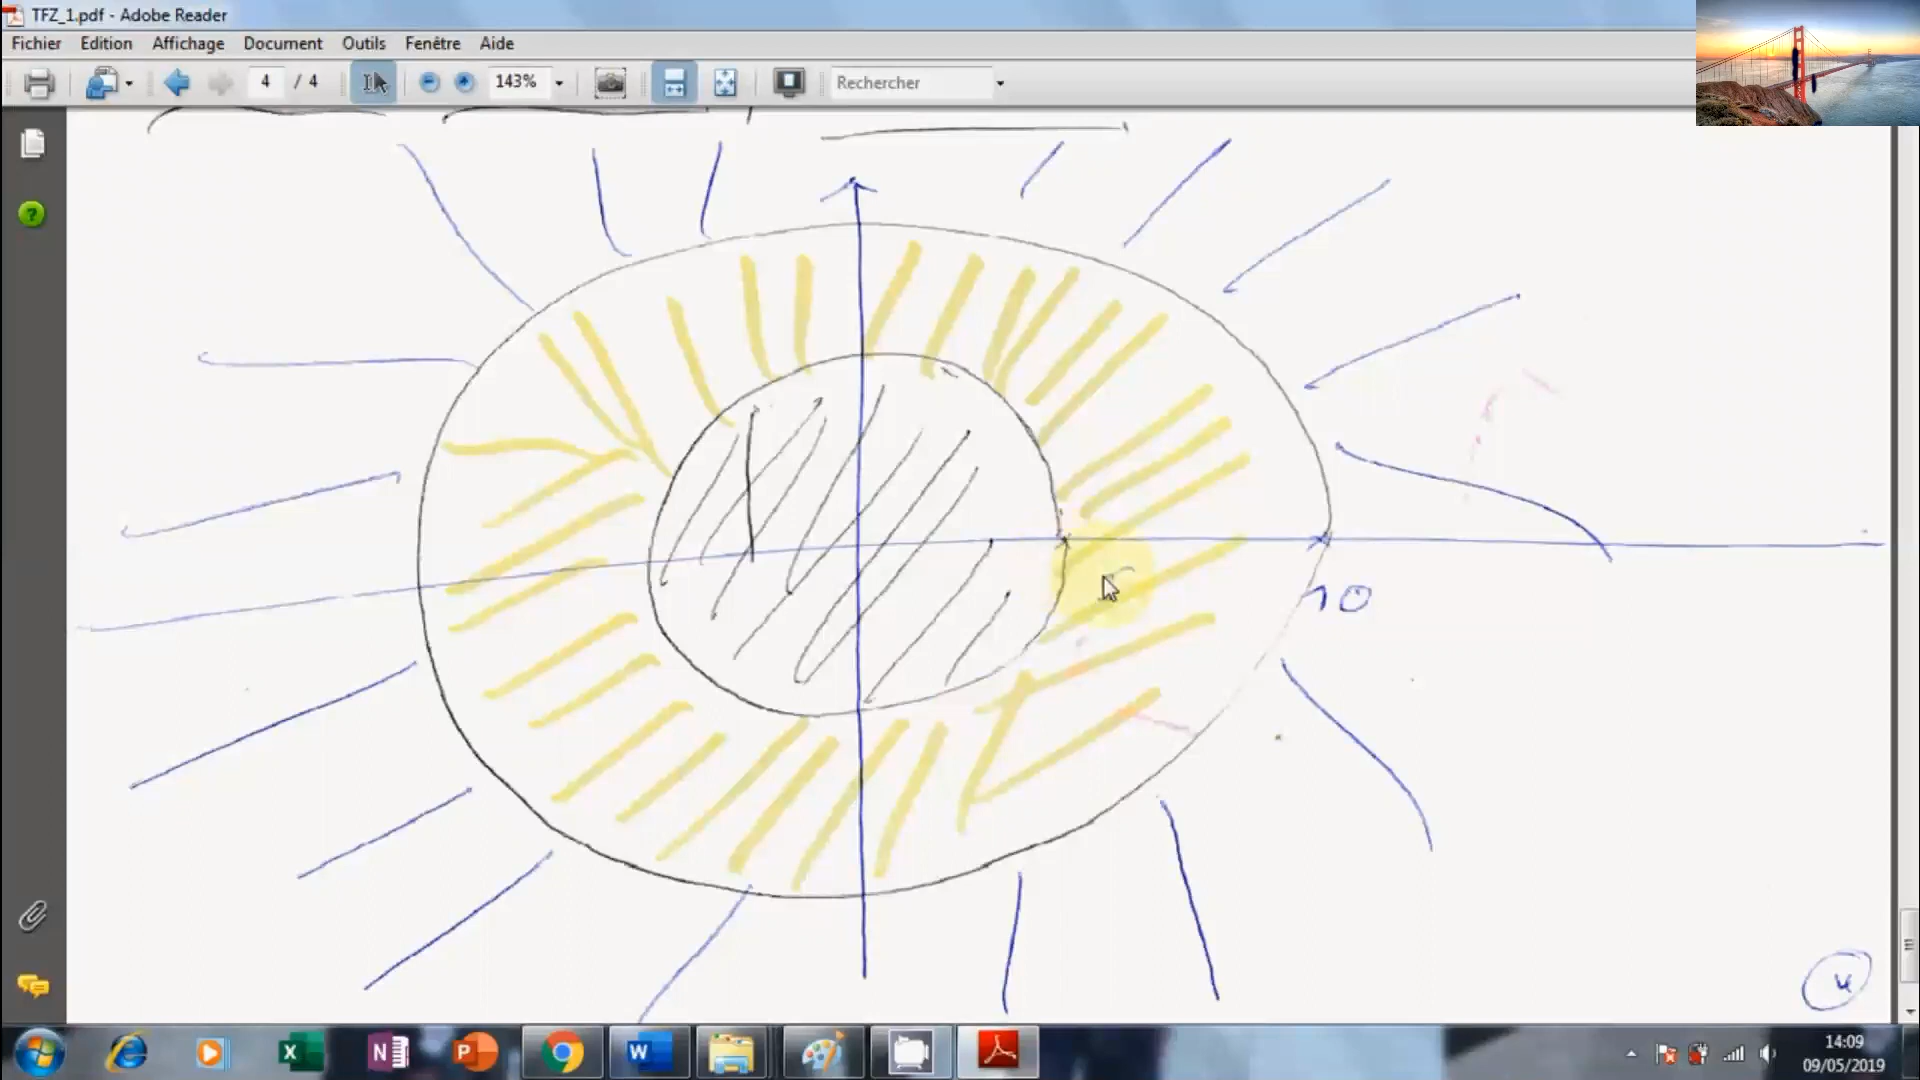 TFZ_1.pdf - Adobe Reader
Fichier Edition Affichage Document Outils Fenêtre Aide
4 / 4 143% Rechercher
10
4
14:09
09/05/2019